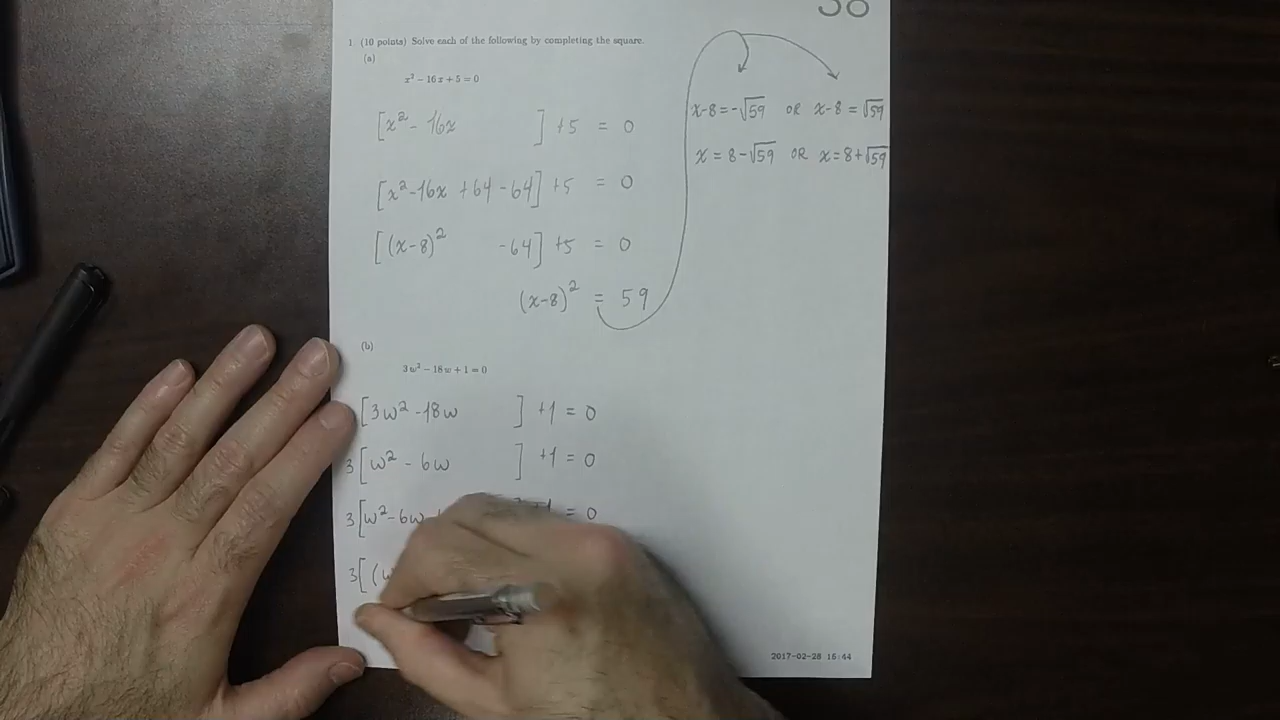 1 (10 points) Solve each of the following by completing the square.
(a)
x² − 16x + 5 = 0
[x² - 16x ] +5 = 0
[x² -16x +64 -64] +5 = 0
[(x-8)² -64] +5 = 0
(x-8)² = 59
x-8=-√59 OR x-8 = √59
x = 8-√59 OR x=8+√59
(b)
3w² − 18w + 1 = 0
[3w² -18w ] +1 = 0
3[w² - 6w ] +1 = 0
3[w² -6w = 0
3[(w
2017-02-28 16:44